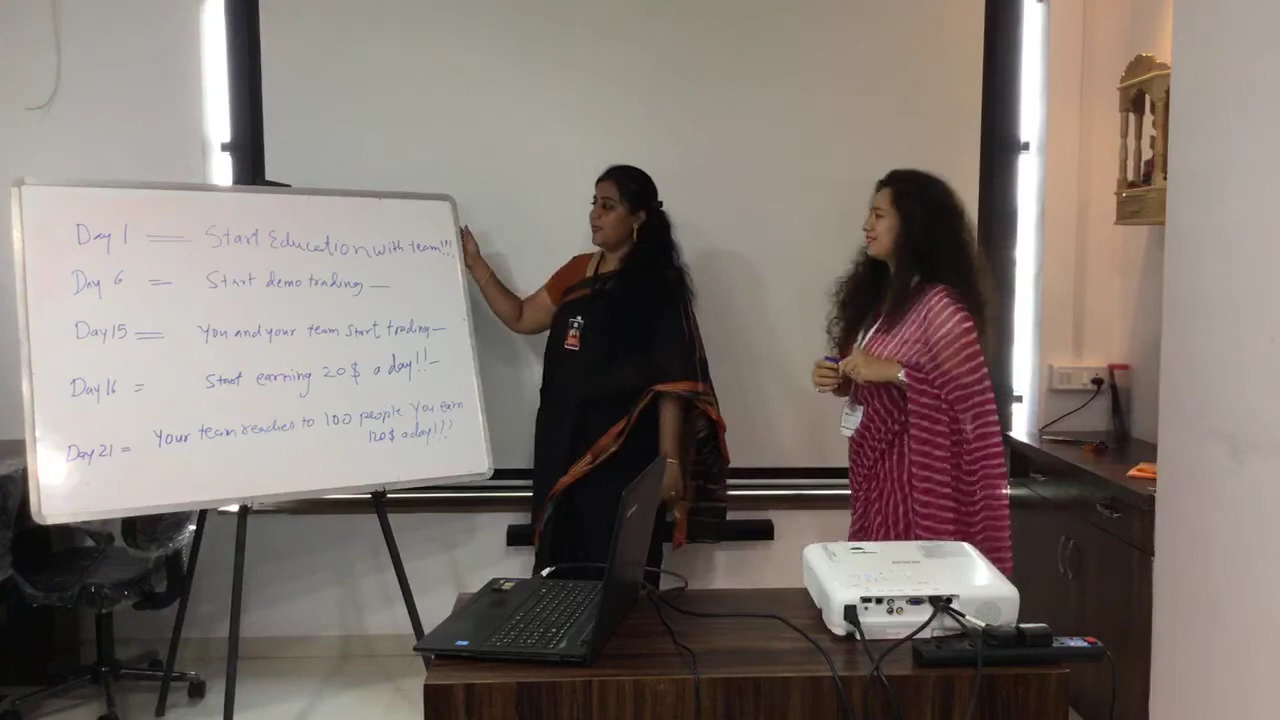 Day 1 = Start Education with team!!!
Day 6 = Start demo trading —
Day 15 = You and your team start trading —
Day 16 = Start earning 20$ a day!! —
Day 21 = Your team reaches to 100 people You earn
120$ a day!!!
EPSON